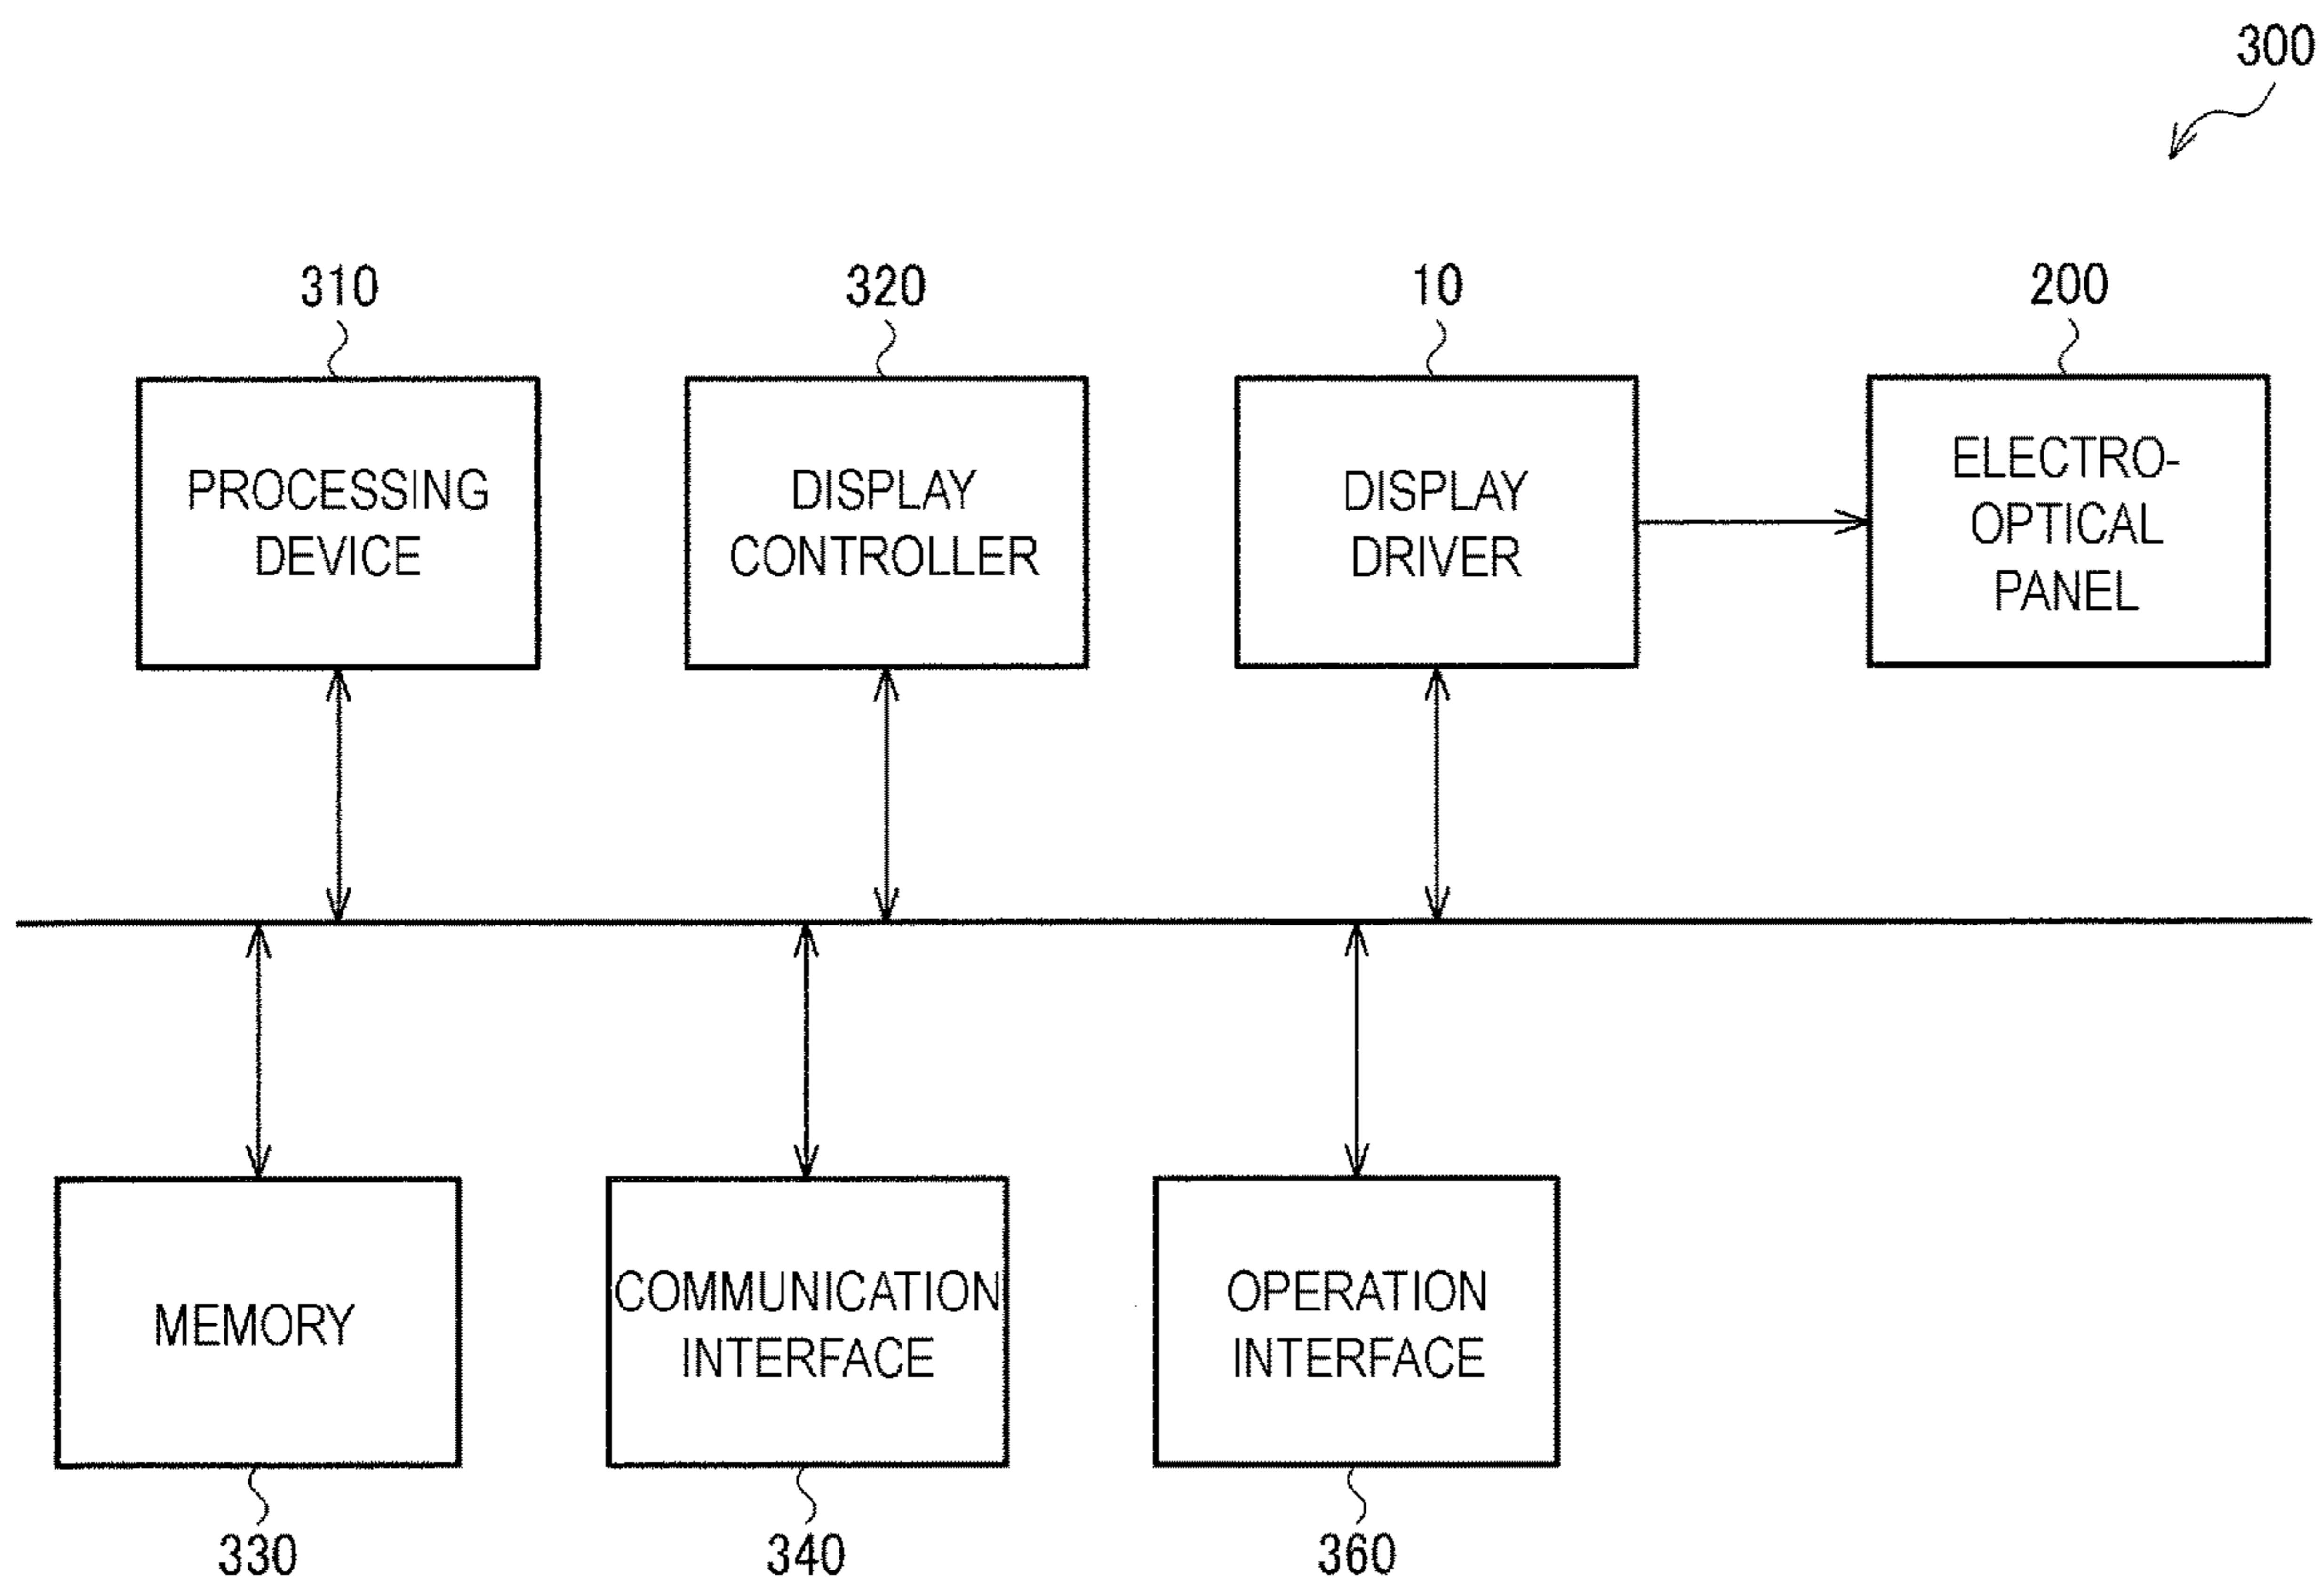 300
310
320
10
200
PROCESSING
DEVICE
DISPLAY
CONTROLLER
DISPLAY
DRIVER
ELECTRO-
OPTICAL
PANEL
MEMORY
COMMUNICATION
INTERFACE
OPERATION
INTERFACE
330
340
360